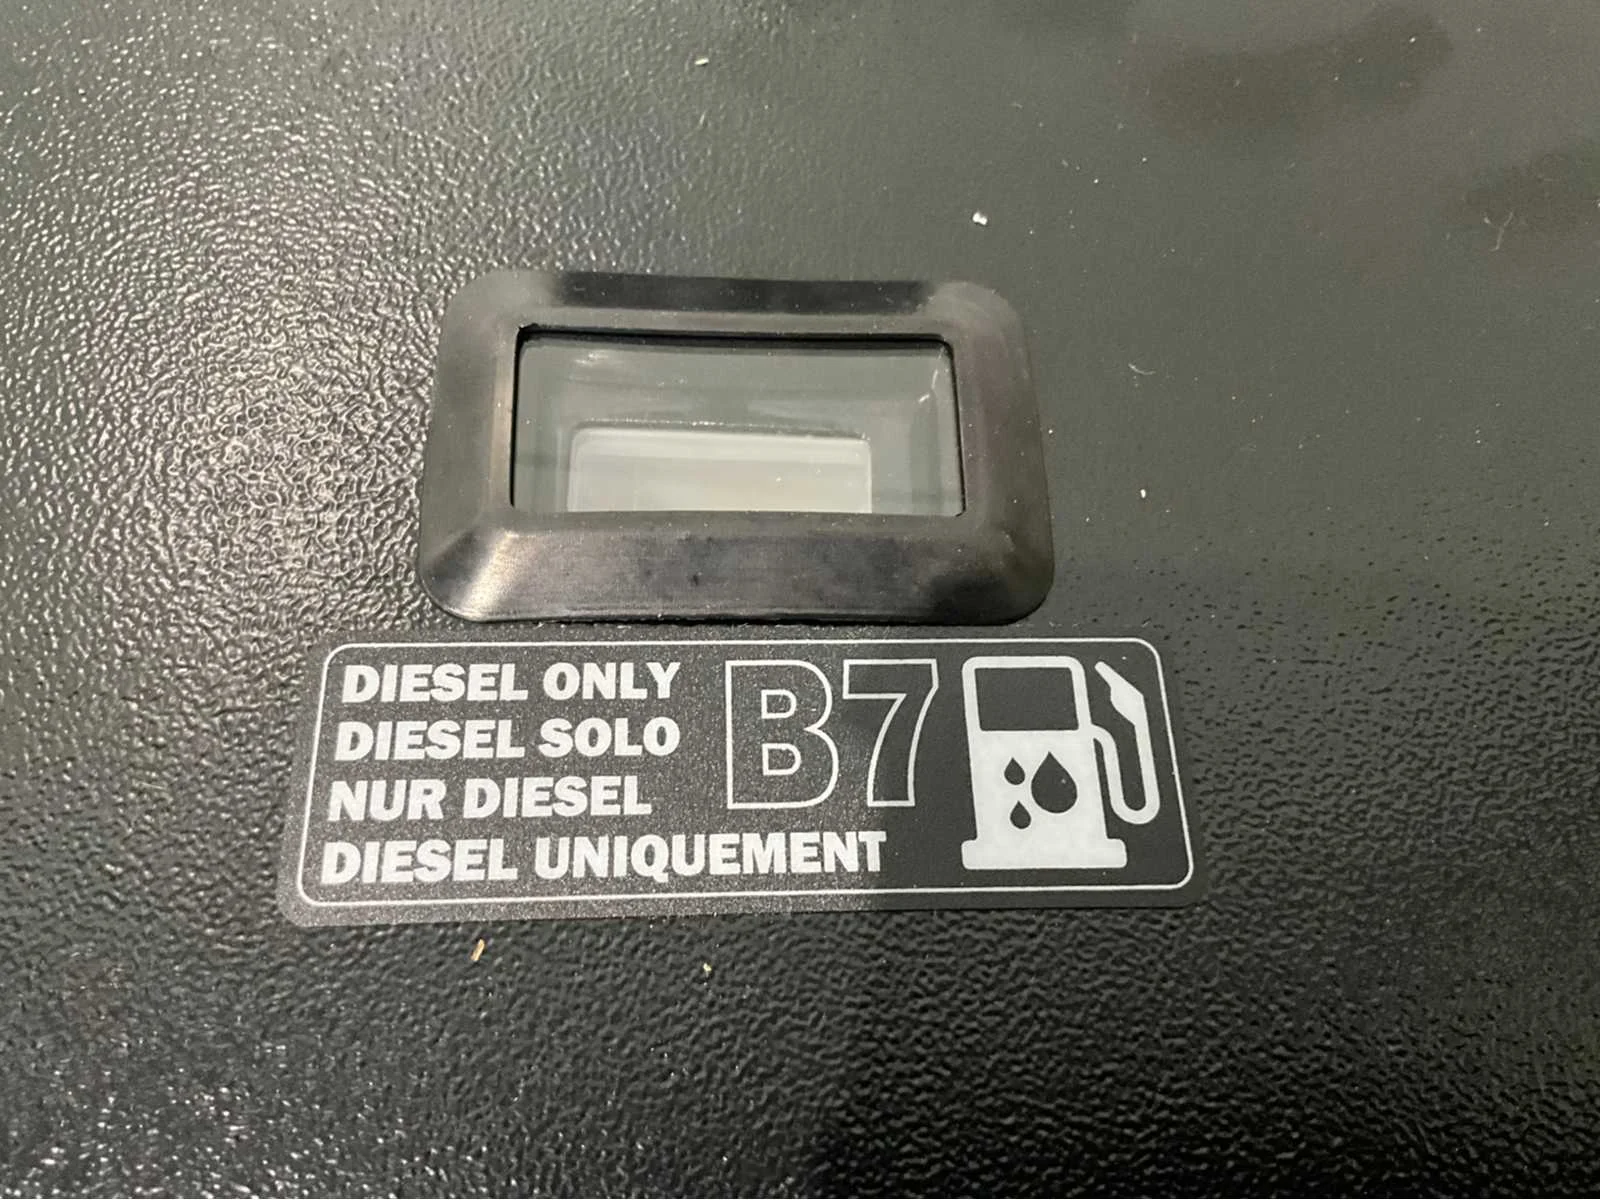 DIESEL ONLY
DIESEL SOLO
NUR DIESEL
DIESEL UNIQUEMENT
B7